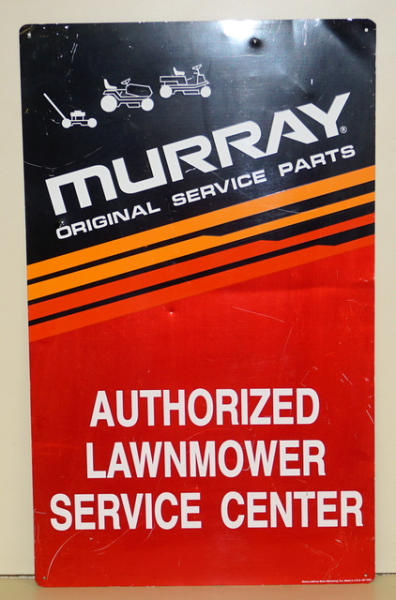 MURRAY®
ORIGINAL SERVICE PARTS
AUTHORIZED
LAWNMOWER
SERVICE CENTER